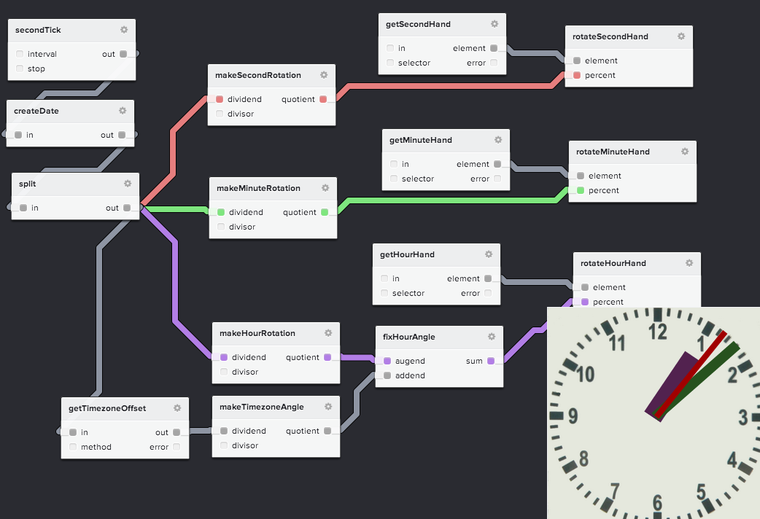 secondTick
interval out
stop
createDate
in out
split
in out
makeSecondRotation
dividend quotient
divisor
getSecondHand
in element
selector error
rotateSecondHand
element
percent
makeMinuteRotation
dividend quotient
divisor
getMinuteHand
in element
selector error
rotateMinuteHand
element
percent
getHourHand
in element
selector error
rotateHourHand
element
percent
makeHourRotation
dividend quotient
divisor
fixHourAngle
augend sum
addend
getTimezoneOffset
in out
method error
makeTimezoneAngle
dividend quotient
divisor
12
11 1
10 2
9 3
8 4
7 5
6